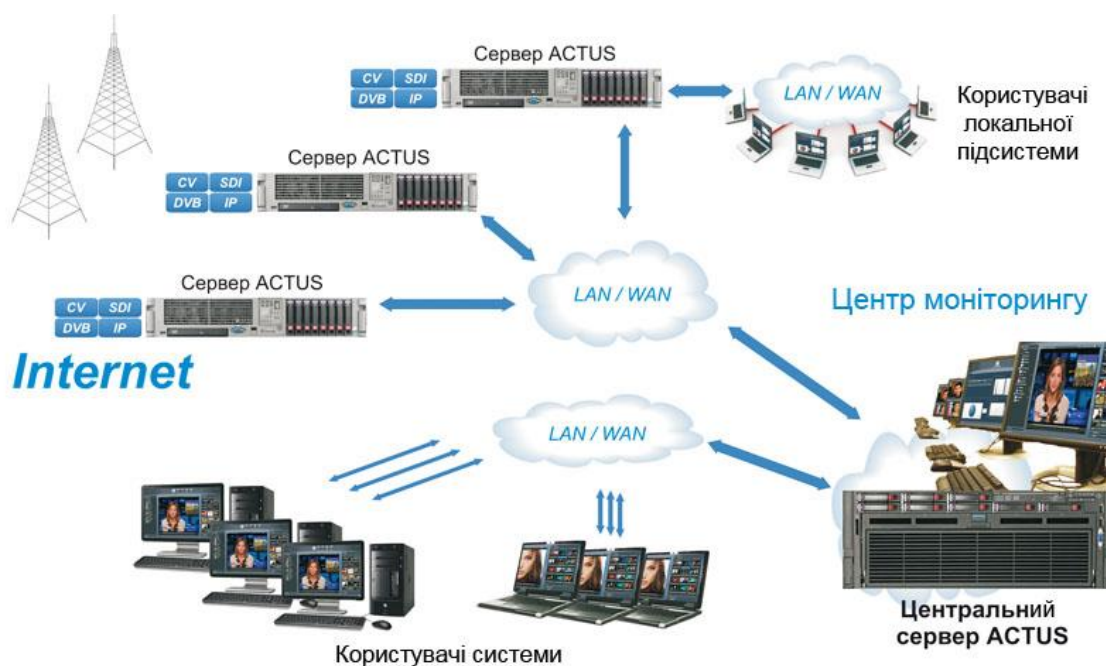 Сервер ACTUS
CV SDI
DVB IP
LAN / WAN
Користувачі
локальної
підсистеми
Сервер ACTUS
CV SDI
DVB IP
Сервер ACTUS
CV SDI
DVB IP
LAN / WAN
Центр моніторингу
Internet
LAN / WAN
Центральний
сервер ACTUS
Користувачі системи